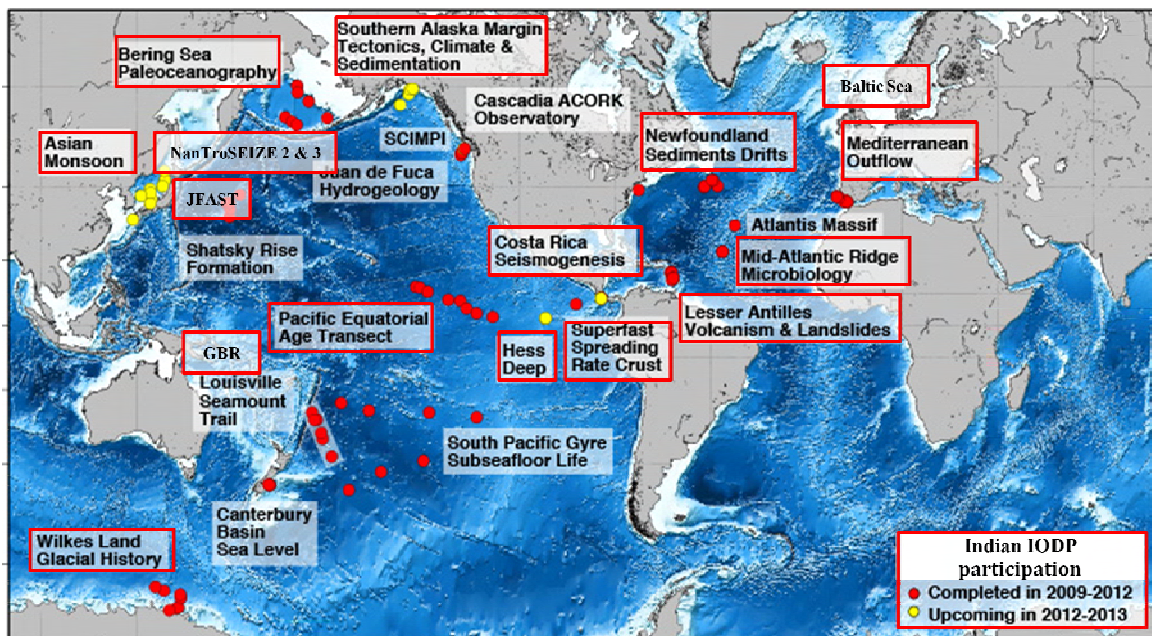 Southern Alaska Margin
Tectonics, Climate &
Sedimentation
Bering Sea
Paleoceanography
Baltic Sea
Cascadia ACORK
Observatory
SCIMPI
Newfoundland
Sediments Drifts
Mediterranean
Outflow
Asian
Monsoon
NanTroSEIZE 2 & 3
Juan de Fuca
Hydrogeology
JFAST
Shatsky Rise
Formation
Atlantis Massif
Costa Rica
Seismogenesis
Mid-Atlantic Ridge
Microbiology
Pacific Equatorial
Age Transect
Lesser Antilles
Volcanism & Landslides
GBR
Hess
Deep
Superfast
Spreading
Rate Crust
Louisville
Seamount
Trail
South Pacific Gyre
Subseafloor Life
Canterbury
Basin
Sea Level
Wilkes Land
Glacial History
Indian IODP
participation
Completed in 2009-2012
Upcoming in 2012-2013